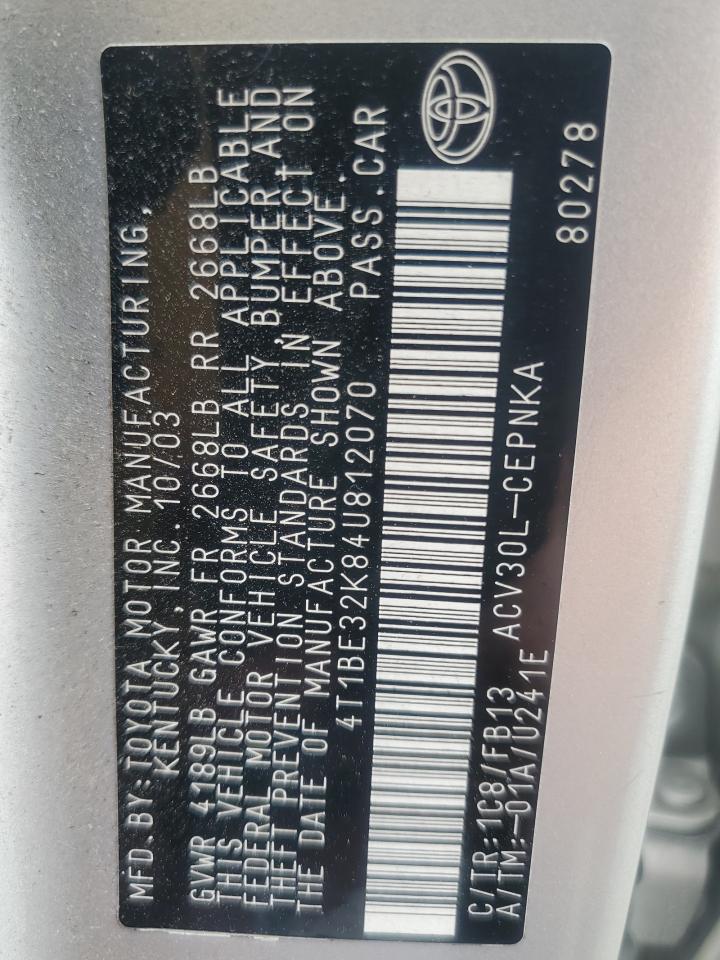 MFD.BY:TOYOTA MOTOR MANUFACTURING,
KENTUCKY,INC. 10/03
GVWR 4189LB GAWR FR 2668LB RR 2668LB
THIS VEHICLE CONFORMS TO ALL APPLICABLE
FEDERAL MOTOR VEHICLE SAFETY,BUMPER AND
THEFT PREVENTION STANDARDS IN EFFECT ON
THE DATE OF MANUFACTURE SHOWN ABOVE.
4T1BE32K84U812070 PASS.CAR
C/TR:1C8/FB13 ACV30L-CEPNKA
A/TM:-01A/U241E 80278